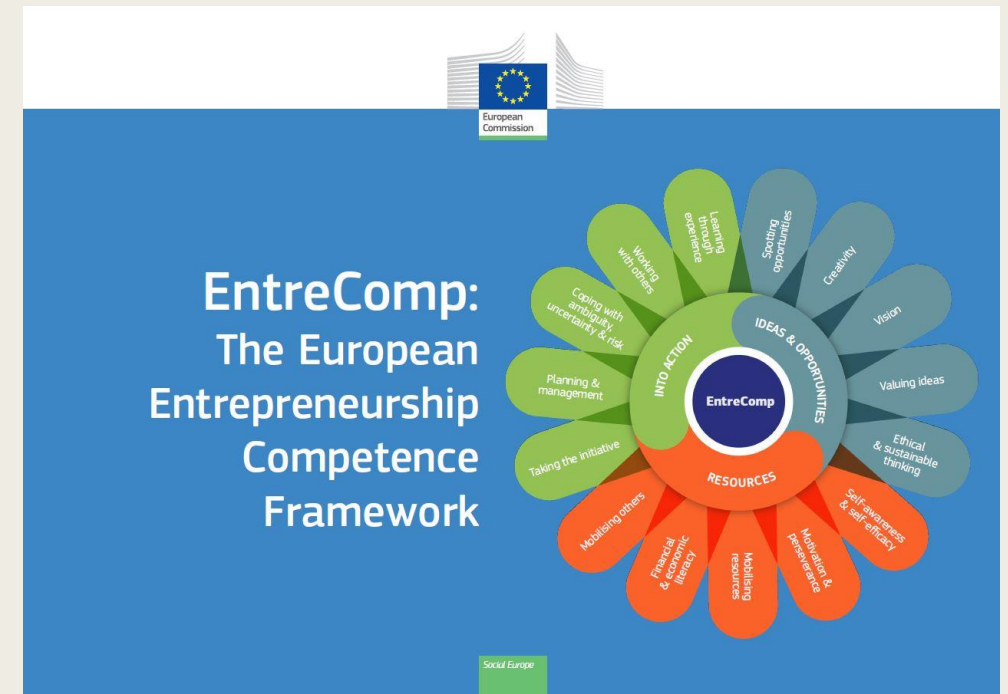 European
Commission
EntreComp:
The European
Entrepreneurship
Competence
Framework
Learning
through
experience
Working
with others
Coping with
ambiguity,
uncertainty & risk
Planning &
management
Taking the initiative
INTO ACTION
Spotting
opportunities
Creativity
Vision
Valuing ideas
Ethical
& sustainable
thinking
IDEAS & OPPORTUNITIES
EntreComp
RESOURCES
Mobilising others
Financial
& economic
literacy
Mobilising
resources
Motivation &
perseverance
Self-awareness
& self-efficacy
Social Europe